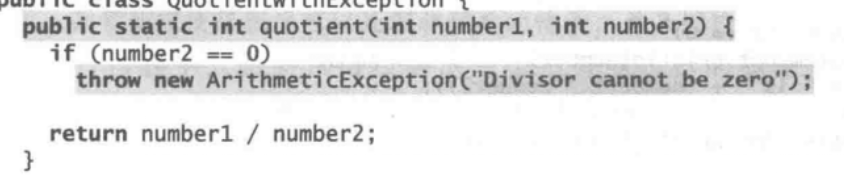 public class QuotientWithException {
public static int quotient(int number1, int number2) {
if (number2 == 0)
throw new ArithmeticException("Divisor cannot be zero");
return number1 / number2;
}